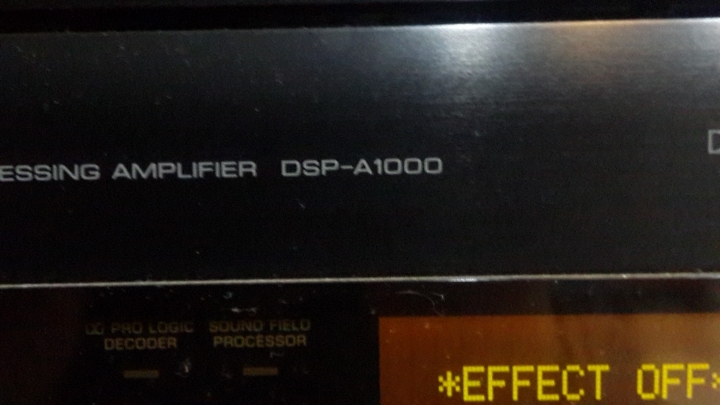 ESSING AMPLIFIER DSP-A1000
PRO LOGIC DECODER
SOUND FIELD PROCESSOR
*EFFECT OFF*